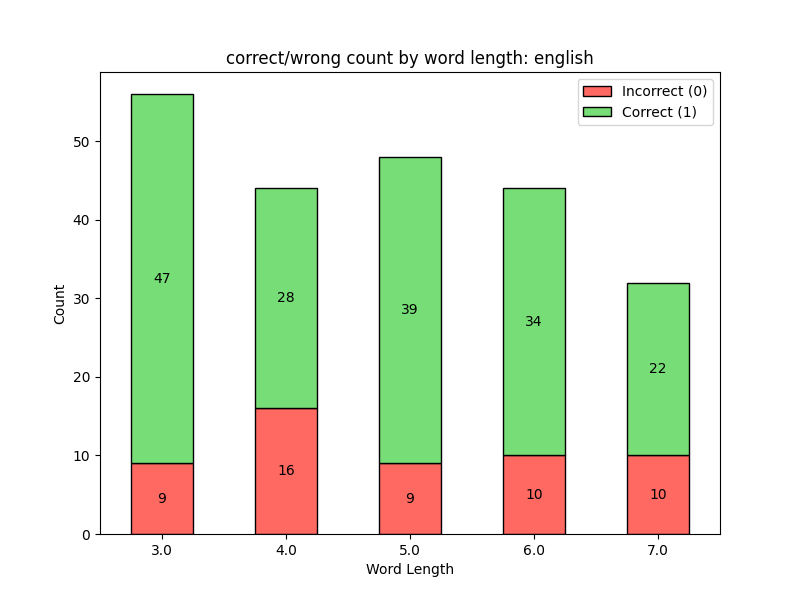 correct/wrong count by word length: english
Incorrect (0)
Correct (1)
50
40
30
20
10
0
Count
47
28
39
34
22
9
16
9
10
10
3.0 4.0 5.0 6.0 7.0
Word Length